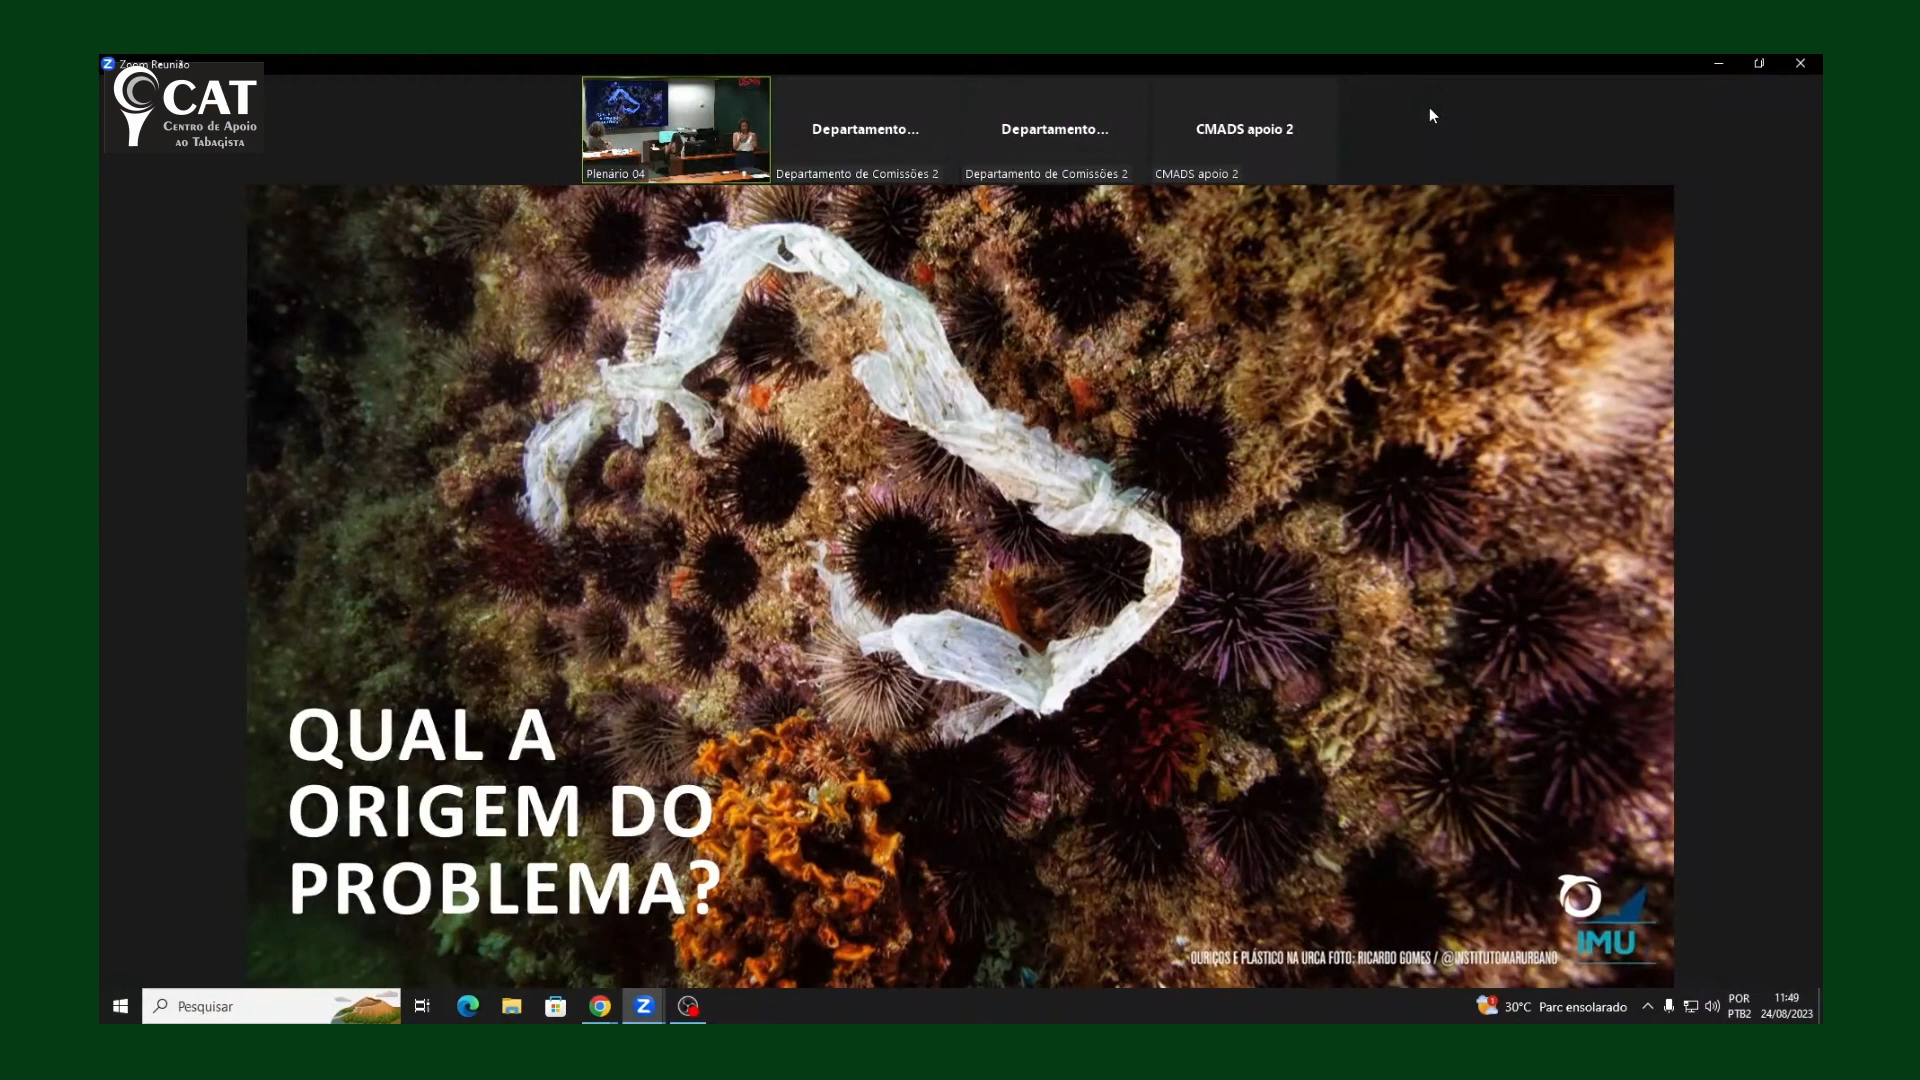 Zoom Reunião
CAT
CENTRO DE APOIO
AO TABAGISTA
Departamento...
Departamento...
CMADS apoio 2
Plenário 04
Departamento de Comissões 2
Departamento de Comissões 2
CMADS apoio 2
QUAL A
ORIGEM DO
PROBLEMA?
IMU
OURIÇOS E PLÁSTICO NA URCA FOTO: RICARDO GOMES / @INSTITUTOMARURBANO
Pesquisar
30°C Parc ensolarado
POR
PTB2
11:49
24/08/2023